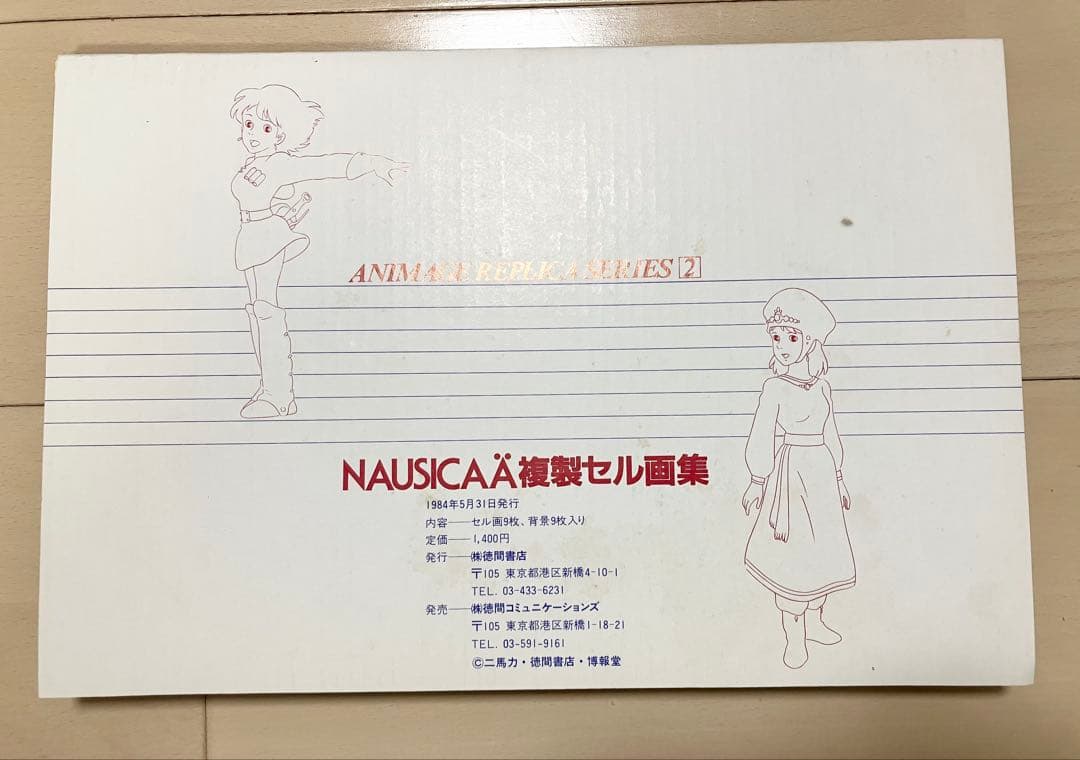 ANIMAGE REPLICA SERIES 2
NAUSICAÄ複製セル画集
1984年5月31日発行
内容――セル画9枚、背景9枚入り
定価――1,400円
発行――㈱徳間書店
〒105 東京都港区新橋4-10-1
TEL. 03-433-6231
発売――㈱徳間コミュニケーションズ
〒105 東京都港区新橋1-18-21
TEL. 03-591-9161
©二馬力・徳間書店・博報堂